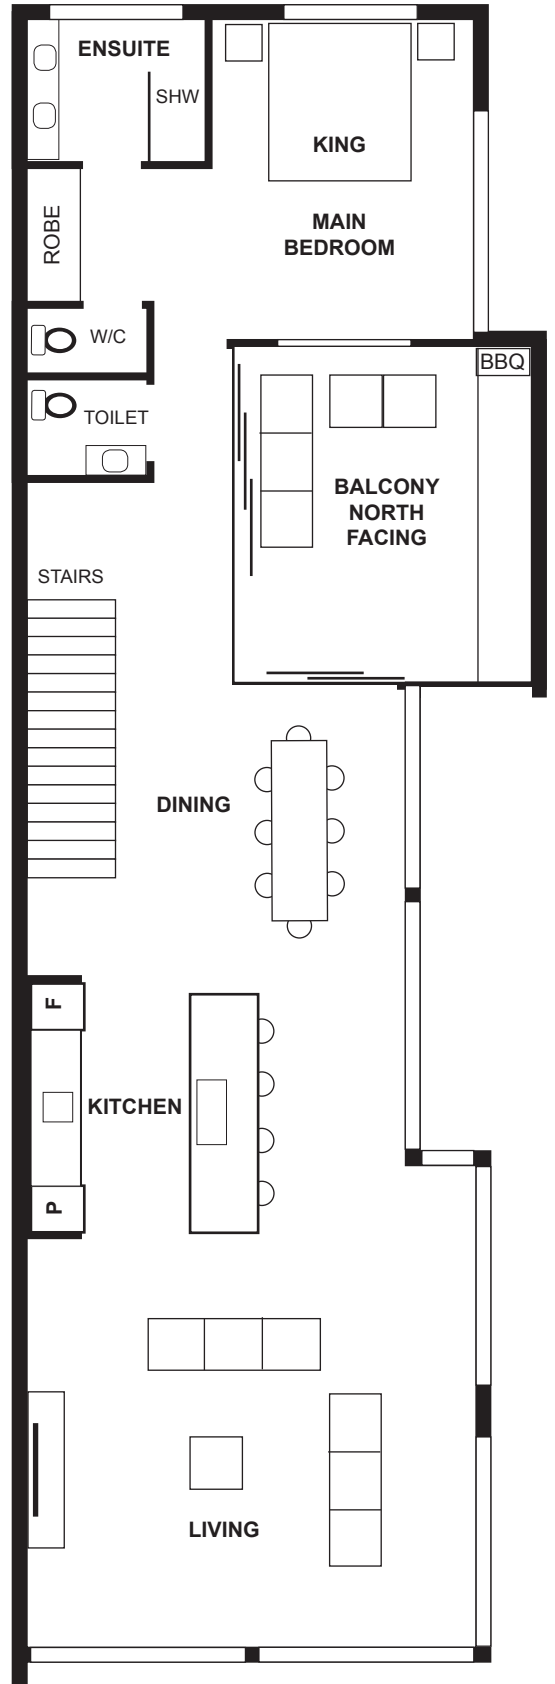 ENSUITE
SHW
KING
ROBE
MAIN
BEDROOM
W/C
BBQ
TOILET
BALCONY
NORTH
FACING
STAIRS
DINING
F
KITCHEN
P
LIVING